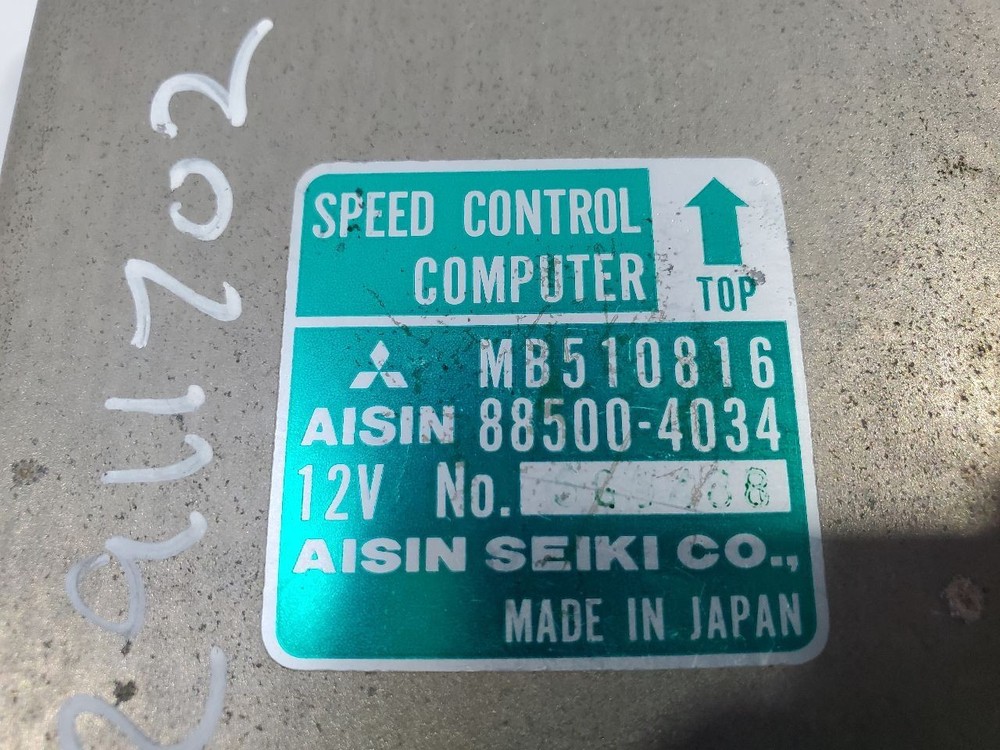 SPEED CONTROL
COMPUTER
TOP
MB510816
AISIN 88500-4034
12V No.
AISIN SEIKI CO.,
MADE IN JAPAN